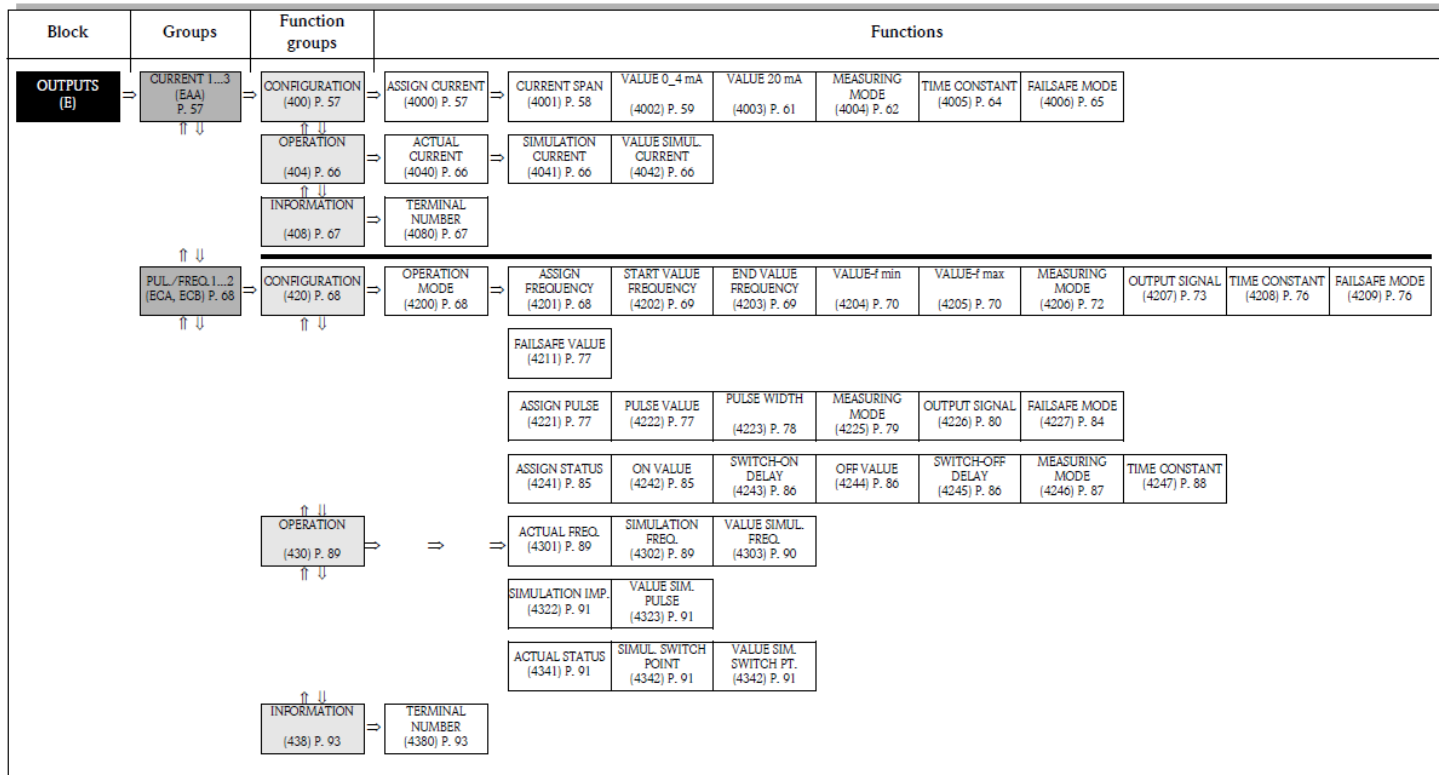 Block
Groups
Function
groups
Functions
OUTPUTS
(E)
⇒
CURRENT 1...3
(EAA)
P. 57
⇒
CONFIGURATION
(400) P. 57
⇒
ASSIGN CURRENT
(4000) P. 57
⇒
CURRENT SPAN
(4001) P. 58
VALUE 0_4 mA
(4002) P. 59
VALUE 20 mA
(4003) P. 61
MEASURING
MODE
(4004) P. 62
TIME CONSTANT
(4005) P. 64
FAILSAFE MODE
(4006) P. 65
⇑ ⇓
⇑ ⇓
OPERATION
(404) P. 66
⇒
ACTUAL
CURRENT
(4040) P. 66
⇒
SIMULATION
CURRENT
(4041) P. 66
VALUE SIMUL.
CURRENT
(4042) P. 66
⇑ ⇓
INFORMATION
(408) P. 67
⇒
TERMINAL
NUMBER
(4080) P. 67
⇑ ⇓
PUL./FREQ.1...2
(ECA, ECB) P. 68
⇒
CONFIGURATION
(420) P. 68
⇒
OPERATION
MODE
(4200) P. 68
⇒
ASSIGN
FREQUENCY
(4201) P. 68
START VALUE
FREQUENCY
(4202) P. 69
END VALUE
FREQUENCY
(4203) P. 69
VALUE-f min
(4204) P. 70
VALUE-f max
(4205) P. 70
MEASURING
MODE
(4206) P. 72
OUTPUT SIGNAL
(4207) P. 73
TIME CONSTANT
(4208) P. 76
FAILSAFE MODE
(4209) P. 76
⇑ ⇓
⇑ ⇓
FAILSAFE VALUE
(4211) P. 77
ASSIGN PULSE
(4221) P. 77
PULSE VALUE
(4222) P. 77
PULSE WIDTH
(4223) P. 78
MEASURING
MODE
(4225) P. 79
OUTPUT SIGNAL
(4226) P. 80
FAILSAFE MODE
(4227) P. 84
ASSIGN STATUS
(4241) P. 85
ON VALUE
(4242) P. 85
SWITCH-ON
DELAY
(4243) P. 86
OFF VALUE
(4244) P. 86
SWITCH-OFF
DELAY
(4245) P. 86
MEASURING
MODE
(4246) P. 87
TIME CONSTANT
(4247) P. 88
⇑ ⇓
OPERATION
(430) P. 89
⇒
⇒
⇒
ACTUAL FREQ.
(4301) P. 89
SIMULATION
FREQ.
(4302) P. 89
VALUE SIMUL.
FREQ.
(4303) P. 90
⇑ ⇓
SIMULATION IMP.
(4322) P. 91
VALUE SIM.
PULSE
(4323) P. 91
ACTUAL STATUS
(4341) P. 91
SIMUL. SWITCH
POINT
(4342) P. 91
VALUE SIM.
SWITCH PT.
(4342) P. 91
⇑ ⇓
INFORMATION
(438) P. 93
⇒
TERMINAL
NUMBER
(4380) P. 93